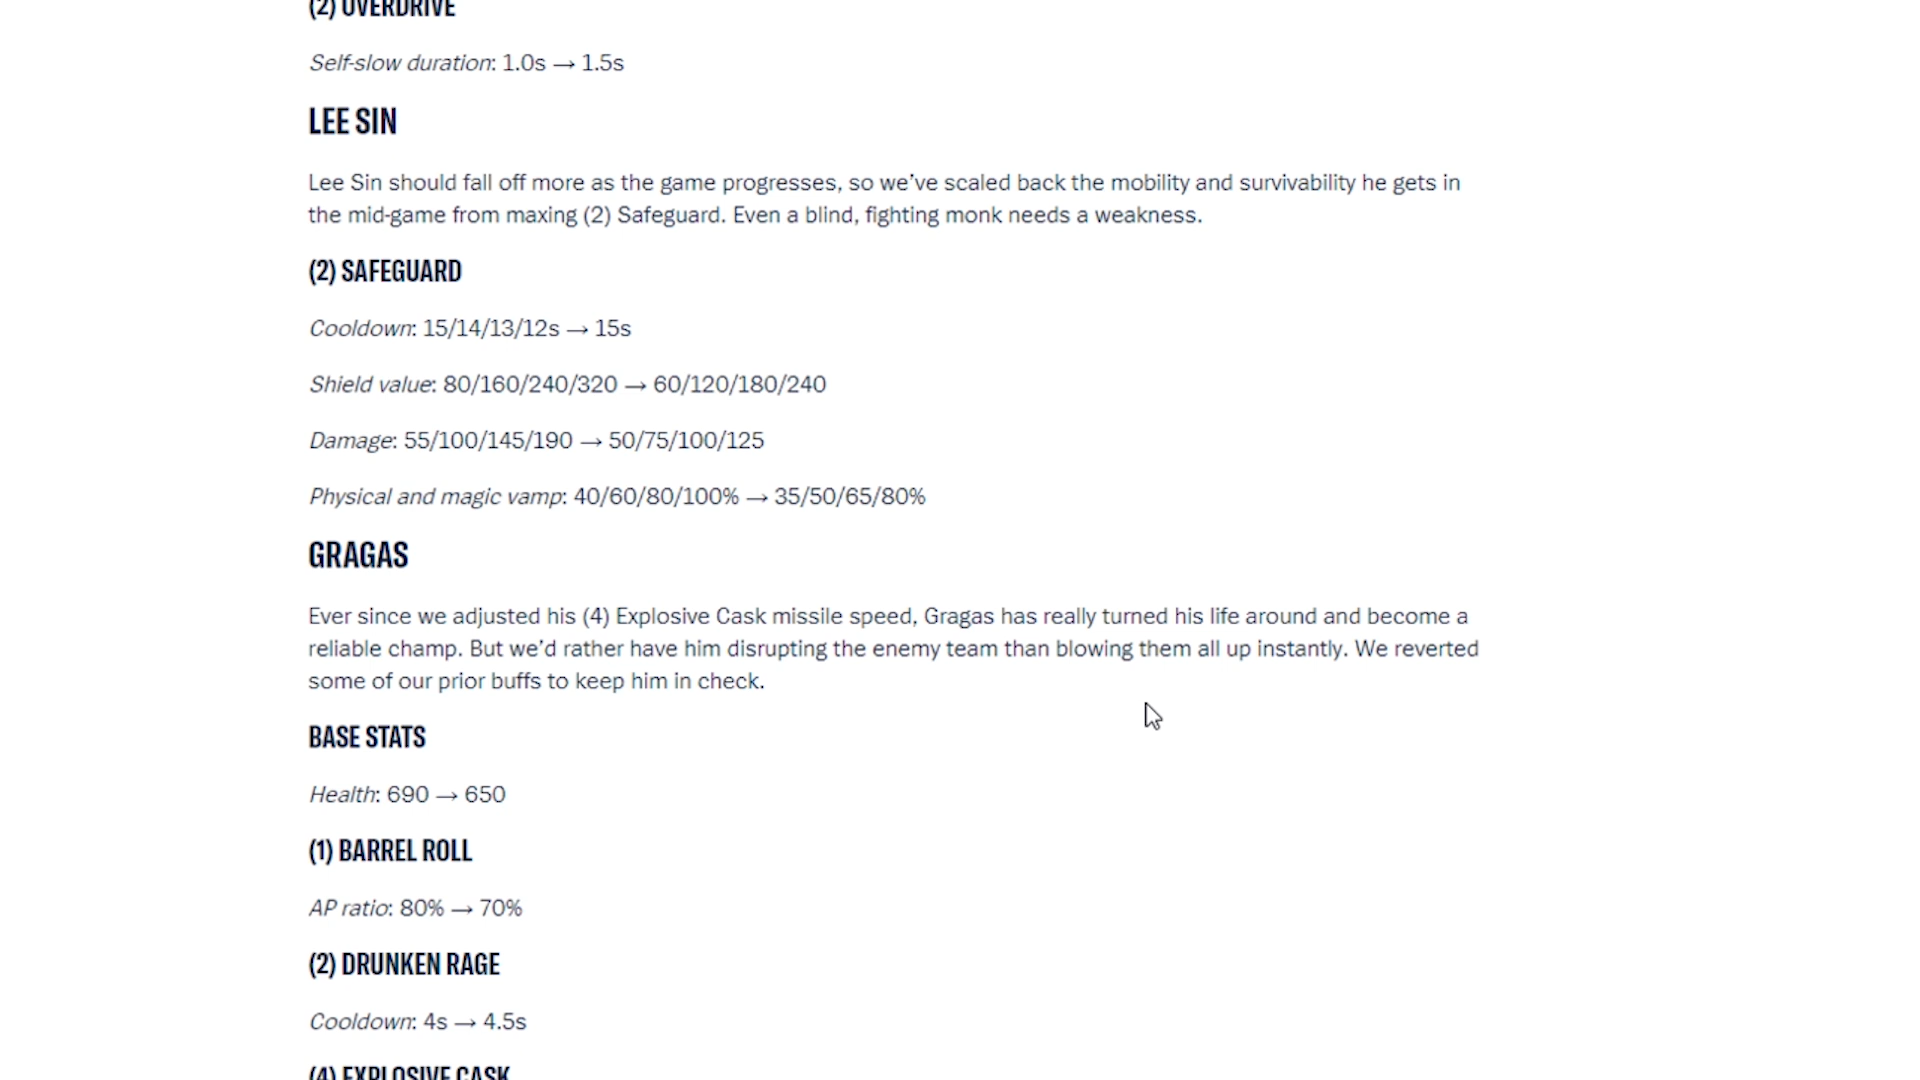 (2) OVERDRIVE
Self-slow duration: 1.0s → 1.5s
LEE SIN
Lee Sin should fall off more as the game progresses, so we’ve scaled back the mobility and survivability he gets in
the mid-game from maxing (2) Safeguard. Even a blind, fighting monk needs a weakness.
(2) SAFEGUARD
Cooldown: 15/14/13/12s → 15s
Shield value: 80/160/240/320 → 60/120/180/240
Damage: 55/100/145/190 → 50/75/100/125
Physical and magic vamp: 40/60/80/100% → 35/50/65/80%
GRAGAS
Ever since we adjusted his (4) Explosive Cask missile speed, Gragas has really turned his life around and become a
reliable champ. But we’d rather have him disrupting the enemy team than blowing them all up instantly. We reverted
some of our prior buffs to keep him in check.
BASE STATS
Health: 690 → 650
(1) BARREL ROLL
AP ratio: 80% → 70%
(2) DRUNKEN RAGE
Cooldown: 4s → 4.5s
(4) EXPLOSIVE CASK